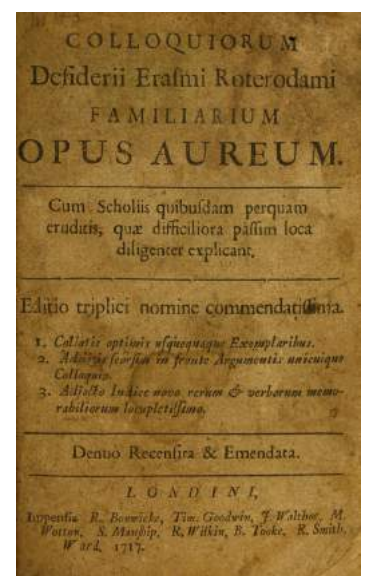 COLLOQUIORUM
Deſiderii Eraſmi Roterodami
FAMILIARIUM
OPUS AUREUM.
Cum Scholiis quibuſdam perquam
eruditis, quæ difficiliora paſſim loca
diligenter explicant.
Editio triplici nomine commendatiſſima.
1. Collatis optimis uſquequaque Exemplaribus.
2. Adjectis ſeorſim in fronte Argumentis unicuique
Colloquio.
3. Adjecto Indice novo rerum & verborum memo-
rabiliorum locupletiſſimo.
Denuo Recenſita & Emendata.
LONDINI,
Impenſis R. Bonwicke, Tim. Goodwin, J. Walthoe, M.
Wotton, S. Manſhip, R. Wilkin, B. Tooke, R. Smith,
Ward, 1717.